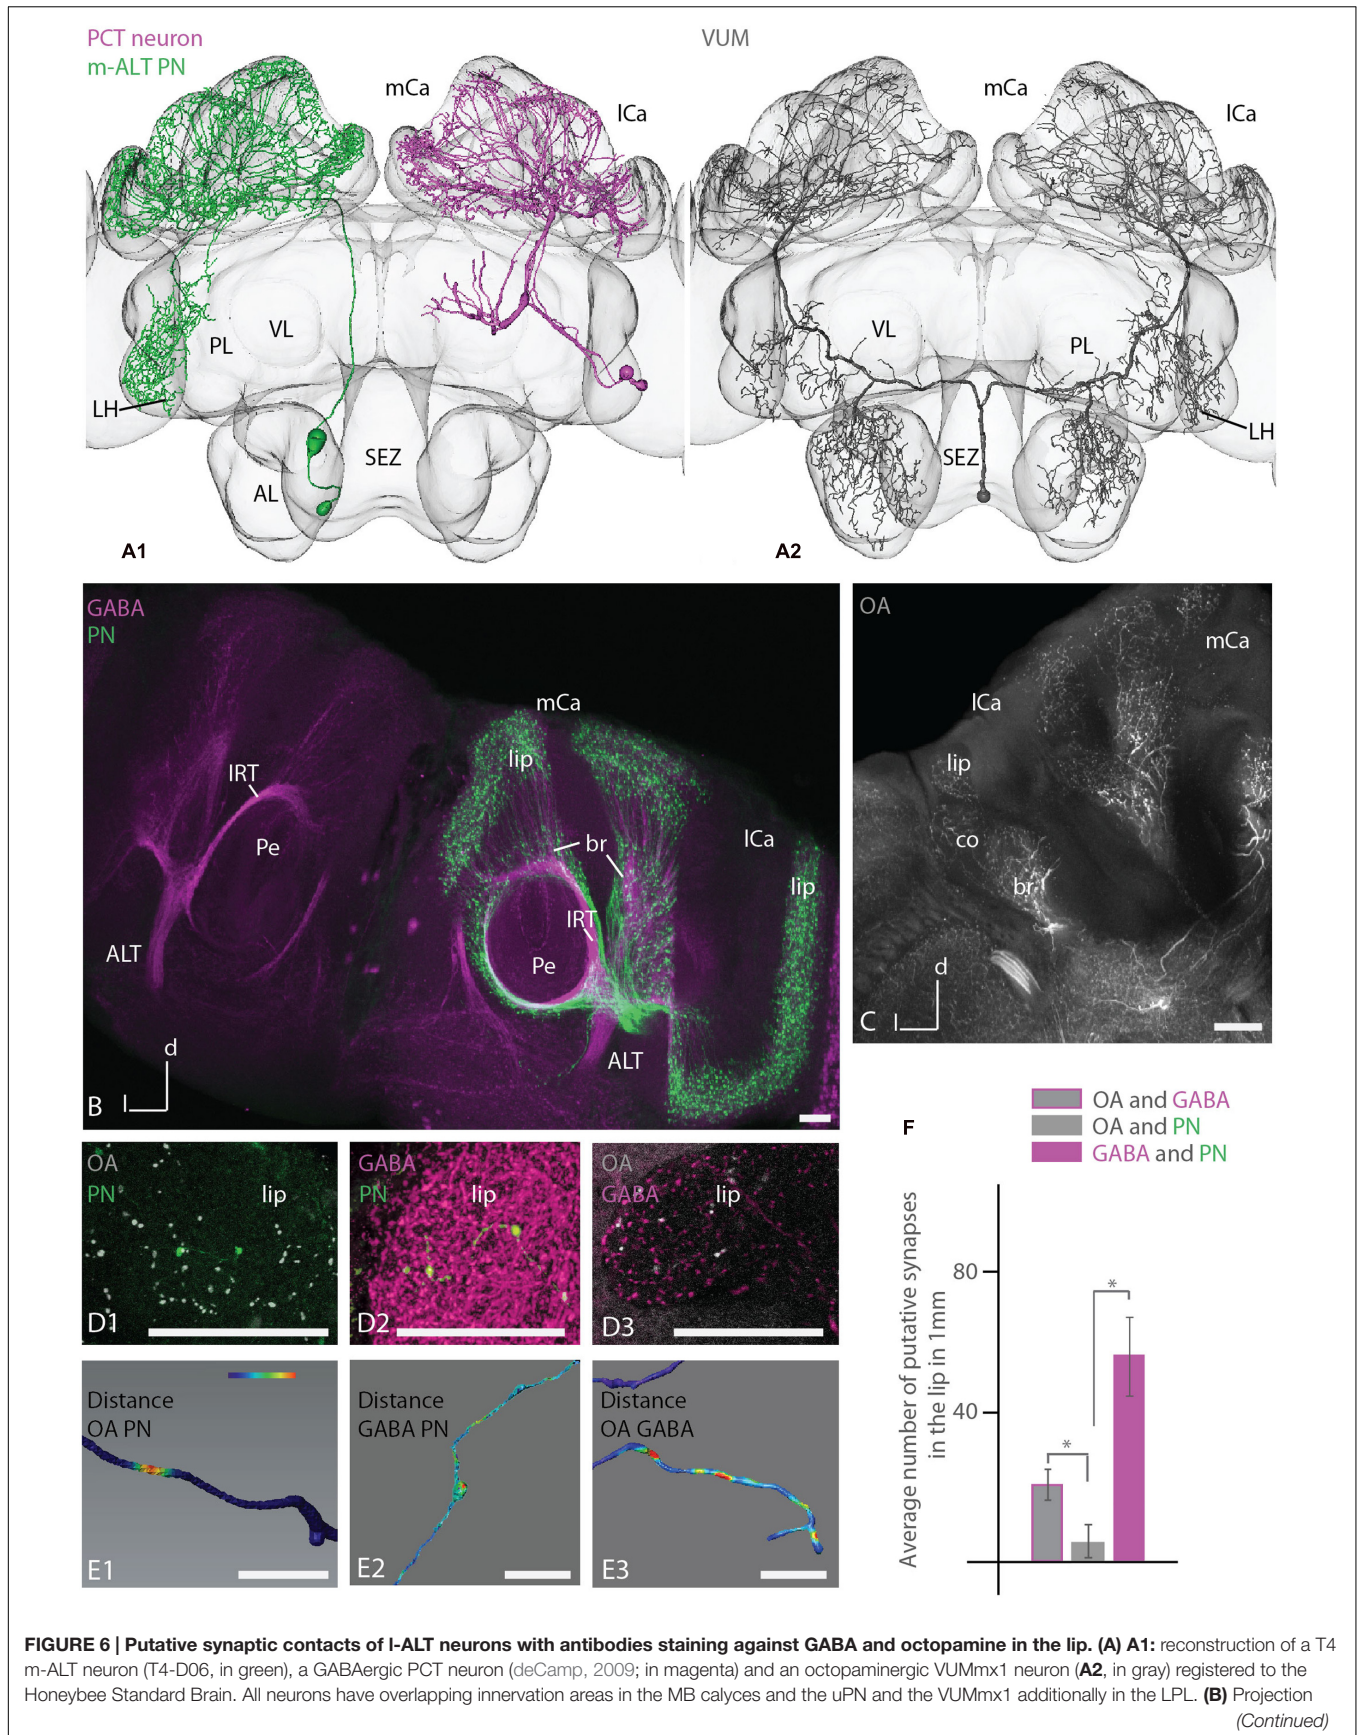 PCT neuron
m-ALT PN
mCa
lCa
PL
VL
LH
AL
SEZ
A1
VUM
mCa
lCa
VL
PL
LH
SEZ
A2
GABA
PN
mCa
lip
IRT
Pe
br
lCa
lip
IRT
Pe
ALT
ALT
d
l
B
OA
mCa
lCa
lip
co
br
d
l
C
OA
PN
lip
D1
GABA
PN
lip
D2
OA
GABA
lip
D3
Distance
OA PN
E1
Distance
GABA PN
E2
Distance
OA GABA
E3
F
OA and GABA
OA and PN
GABA and PN
Average number of putative synapses
in the lip in 1mm
80
40
*
*
FIGURE 6 | Putative synaptic contacts of l-ALT neurons with antibodies staining against GABA and octopamine in the lip. (A) A1: reconstruction of a T4
m-ALT neuron (T4-D06, in green), a GABAergic PCT neuron (deCamp, 2009; in magenta) and an octopaminergic VUMmx1 neuron (A2, in gray) registered to the
Honeybee Standard Brain. All neurons have overlapping innervation areas in the MB calyces and the uPN and the VUMmx1 additionally in the LPL. (B) Projection
(Continued)